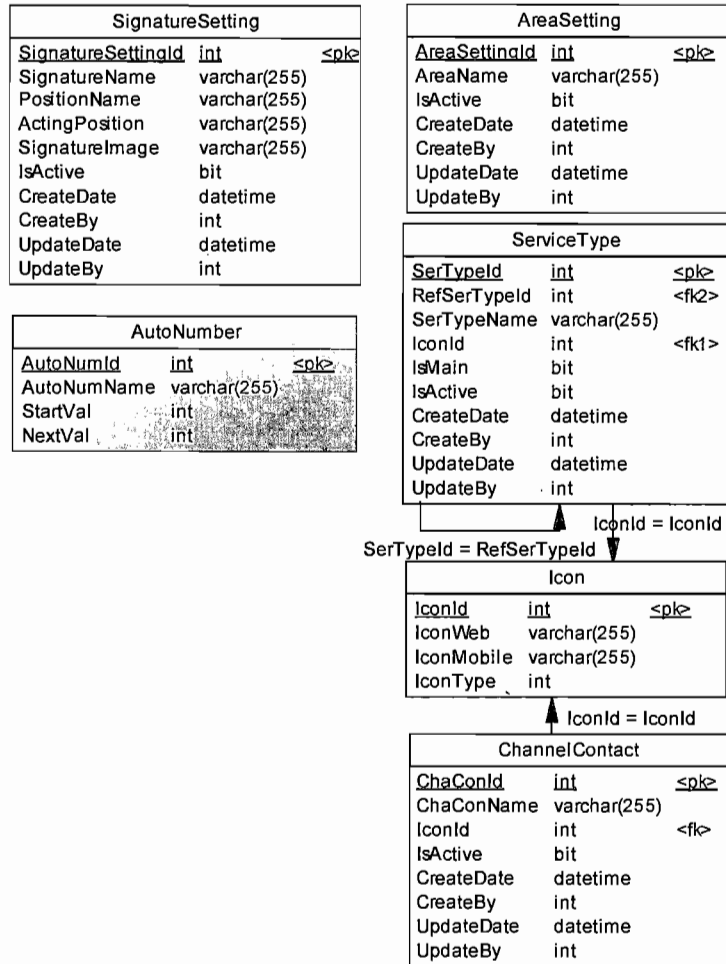 SignatureSetting
SignatureSettingId int <pk>
SignatureName varchar(255)
PositionName varchar(255)
ActingPosition varchar(255)
SignatureImage varchar(255)
IsActive bit
CreateDate datetime
CreateBy int
UpdateDate datetime
UpdateBy int
AutoNumber
AutoNumId int <pk>
AutoNumName varchar(255)
StartVal int
NextVal int
AreaSetting
AreaSettingId int <pk>
AreaName varchar(255)
IsActive bit
CreateDate datetime
CreateBy int
UpdateDate datetime
UpdateBy int
ServiceType
SerTypeId int <pk>
RefSerTypeId int <fk2>
SerTypeName varchar(255)
IconId int <fk1>
IsMain bit
IsActive bit
CreateDate datetime
CreateBy int
UpdateDate datetime
UpdateBy int
IconId = IconId
SerTypeId = RefSerTypeId
Icon
IconId int <pk>
IconWeb varchar(255)
IconMobile varchar(255)
IconType int
IconId = IconId
ChannelContact
ChaConId int <pk>
ChaConName varchar(255)
IconId int <fk>
IsActive bit
CreateDate datetime
CreateBy int
UpdateDate datetime
UpdateBy int